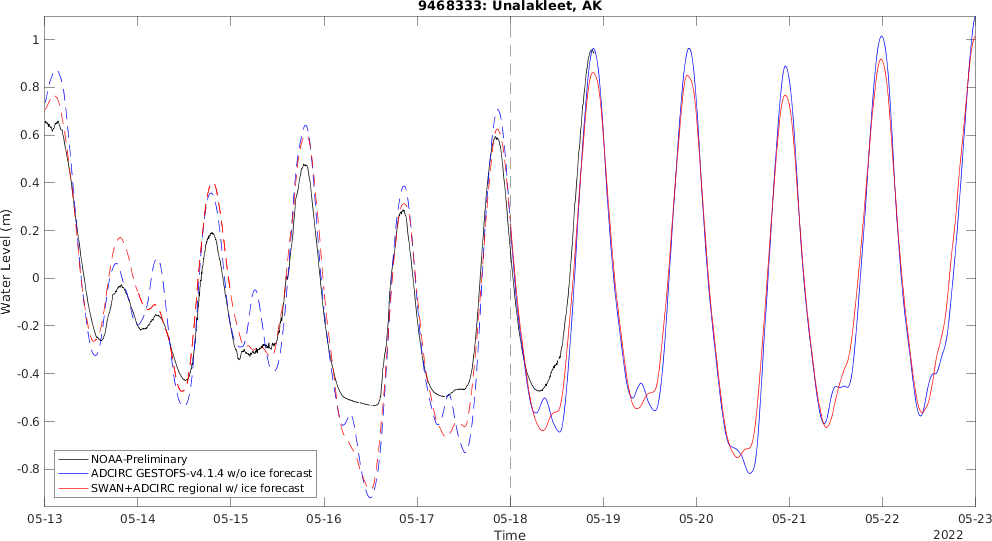 9468333: Unalakleet, AK
Water Level (m)
1
0.8
0.6
0.4
0.2
0
-0.2
-0.4
-0.6
-0.8
NOAA-Preliminary
ADCIRC GESTOFS-v4.1.4 w/o ice forecast
SWAN+ADCIRC regional w/ ice forecast
05-13 05-14 05-15 05-16 05-17 05-18 05-19 05-20 05-21 05-22 05-23
Time
2022